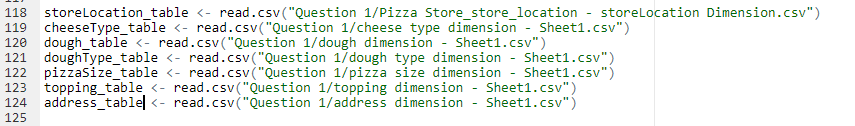 118 storeLocation_table <- read.csv("Question 1/Pizza Store_store_location - storeLocation Dimension.csv")
119 cheeseType_table <- read.csv("Question 1/cheese type dimension - Sheet1.csv")
120 dough_table <- read.csv("Question 1/dough dimension - Sheet1.csv")
121 doughType_table <- read.csv("Question 1/dough type dimension - Sheet1.csv")
122 pizzaSize_table <- read.csv("Question 1/pizza size dimension - Sheet1.csv")
123 topping_table <- read.csv("Question 1/topping dimension - Sheet1.csv")
124 address_table <- read.csv("Question 1/address dimension - Sheet1.csv")
125